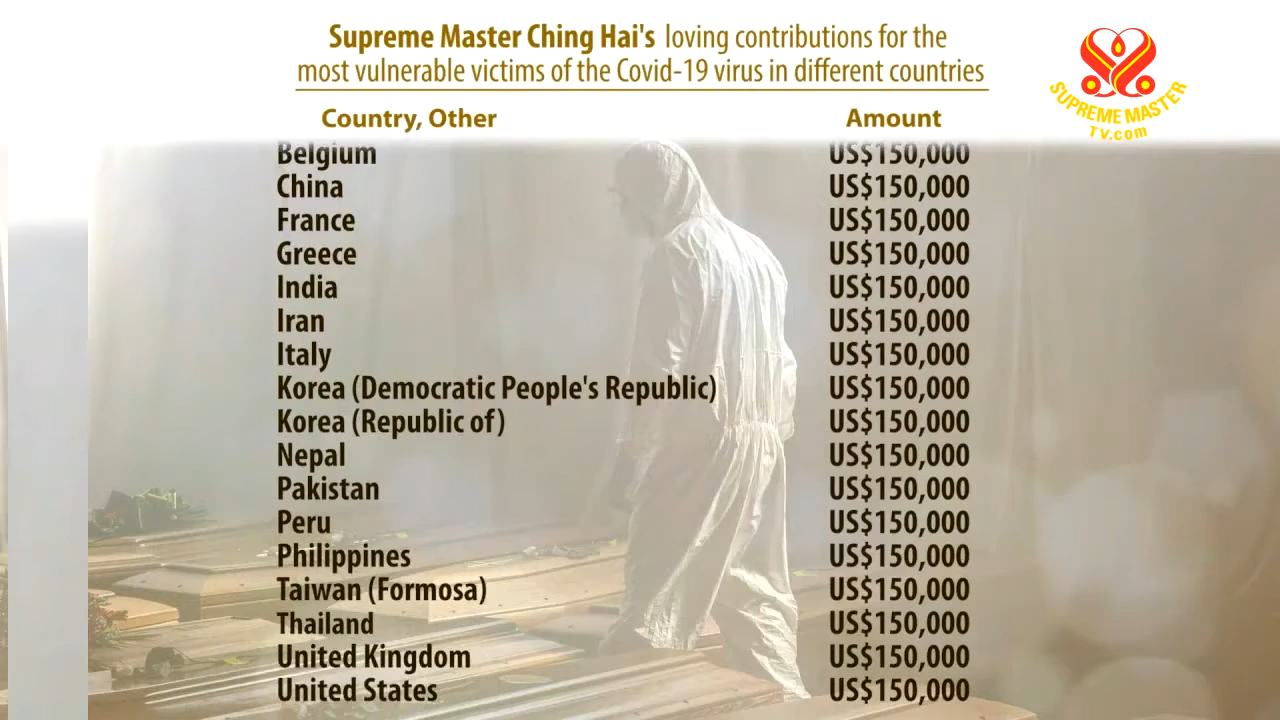 Supreme Master Ching Hai's loving contributions for the
most vulnerable victims of the Covid-19 virus in different countries
SUPREME MASTER
TV.com
Country, Other Amount
Belgium US$150,000
China US$150,000
France US$150,000
Greece US$150,000
India US$150,000
Iran US$150,000
Italy US$150,000
Korea (Democratic People's Republic) US$150,000
Korea (Republic of) US$150,000
Nepal US$150,000
Pakistan US$150,000
Peru US$150,000
Philippines US$150,000
Taiwan (Formosa) US$150,000
Thailand US$150,000
United Kingdom US$150,000
United States US$150,000